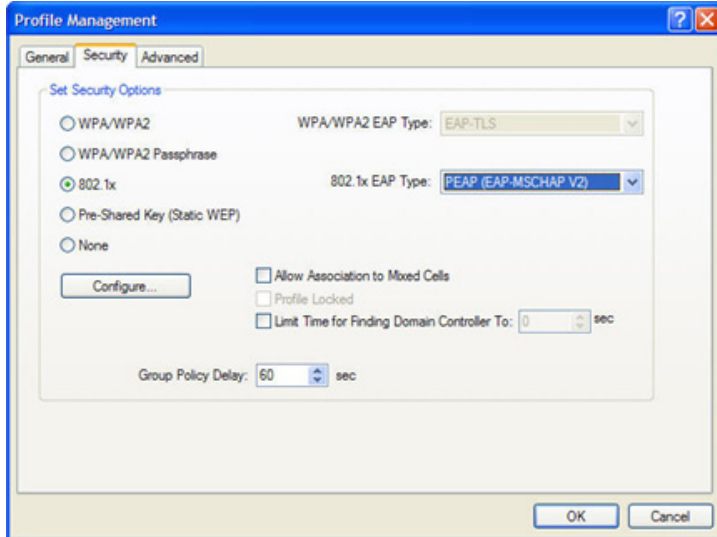 Profile Management
General Security Advanced
Set Security Options
WPA/WPA2 WPA/WPA2 EAP Type: EAP-TLS
WPA/WPA2 Passphrase
802.1x 802.1x EAP Type: PEAP (EAP-MSCHAP V2)
Pre-Shared Key (Static WEP)
None
Configure... Allow Association to Mixed Cells
Profile Locked
Limit Time for Finding Domain Controller To: 0 sec
Group Policy Delay: 60 sec
OK Cancel